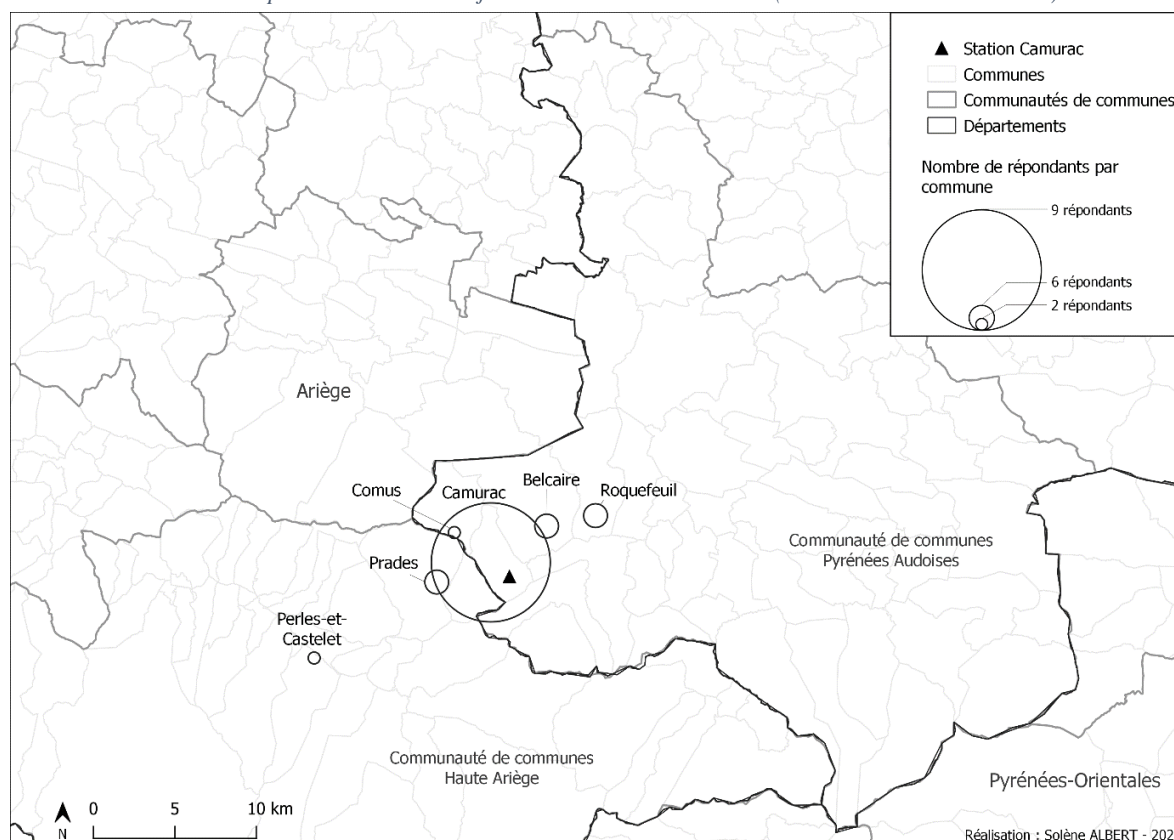 Station Camurac
Communes
Communautés de communes
Départements
Nombre de répondants par
commune
9 répondants
6 répondants
2 répondants
Ariège
Comus
Camurac
Belcaire
Roquefeuil
Prades
Perles-et-
Castelet
Communauté de communes
Pyrénées Audoises
Communauté de communes
Haute Ariège
Pyrénées-Orientales
N
0 5 10 km
Réalisation : Solène ALBERT - 202